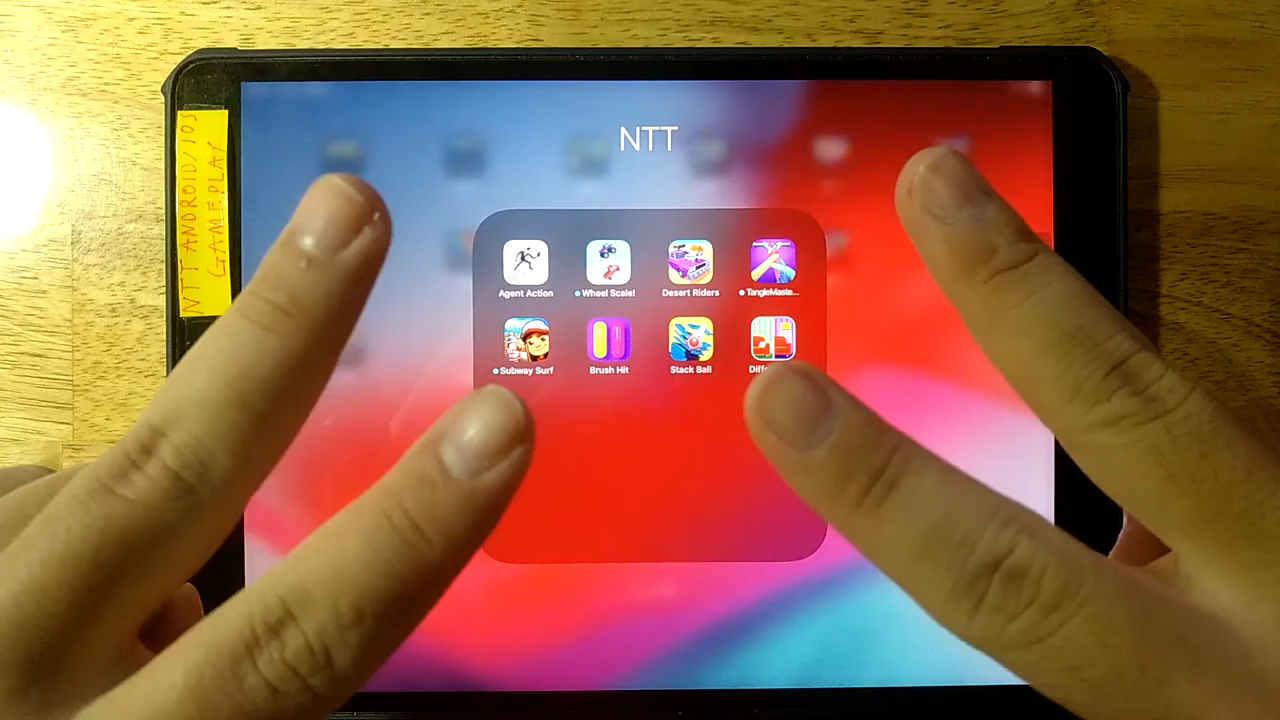 NTT ANDROID/IOS
GAMEPLAY
NTT
Agent Action
Wheel Scale!
Desert Riders
TangleMaste...
Subway Surf
Brush Hit
Stack Ball